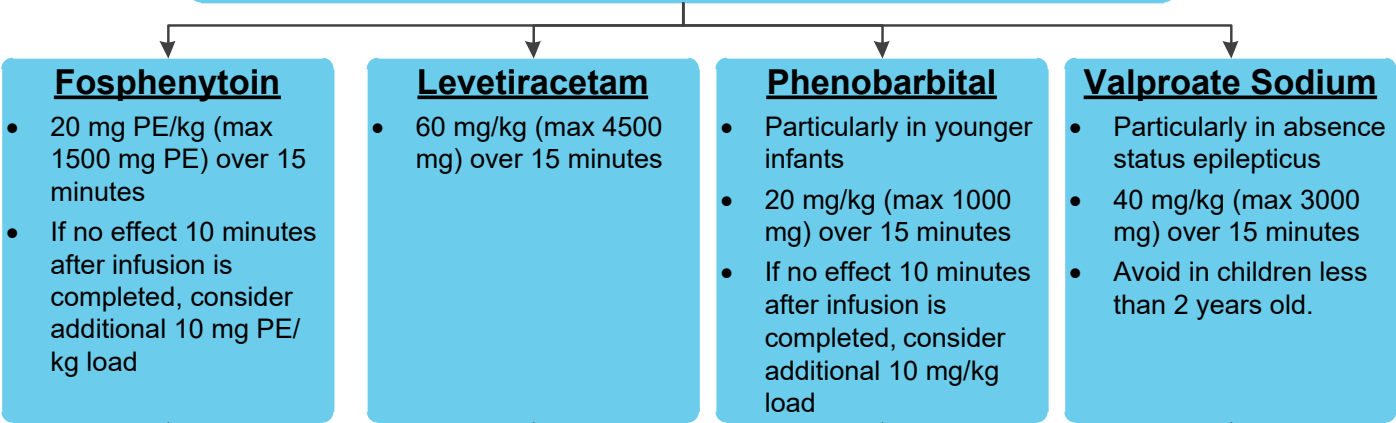 Fosphenytoin
• 20 mg PE/kg (max
1500 mg PE) over 15
minutes
• If no effect 10 minutes
after infusion is
completed, consider
additional 10 mg PE/
kg load
Levetiracetam
• 60 mg/kg (max 4500
mg) over 15 minutes
Phenobarbital
• Particularly in younger
infants
• 20 mg/kg (max 1000
mg) over 15 minutes
• If no effect 10 minutes
after infusion is
completed, consider
additional 10 mg/kg
load
Valproate Sodium
• Particularly in absence
status epilepticus
• 40 mg/kg (max 3000
mg) over 15 minutes
• Avoid in children less
than 2 years old.